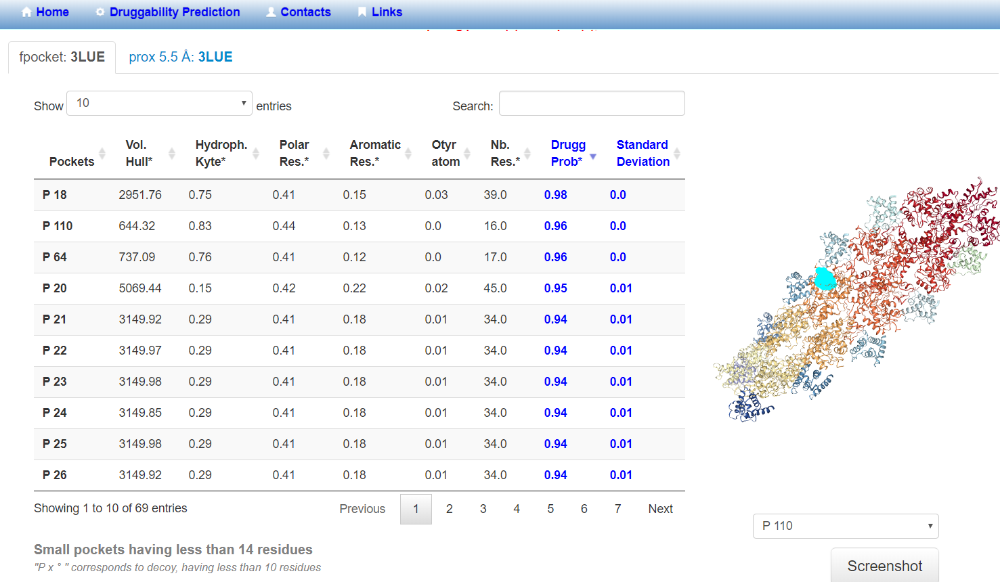 Home Druggability Prediction Contacts Links
fpocket: 3LUE prox 5.5 Å: 3LUE
Show 10 entries Search:
Pockets Vol. Hull* Hydroph. Kyte* Polar Res.* Aromatic Res.* Otyr atom Nb. Res.* Drugg Prob* Standard Deviation
P 18 2951.76 0.75 0.41 0.15 0.03 39.0 0.98 0.0
P 110 644.32 0.83 0.44 0.13 0.0 16.0 0.96 0.0
P 64 737.09 0.76 0.41 0.12 0.0 17.0 0.96 0.0
P 20 5069.44 0.15 0.42 0.22 0.02 45.0 0.95 0.01
P 21 3149.92 0.29 0.41 0.18 0.01 34.0 0.94 0.01
P 22 3149.97 0.29 0.41 0.18 0.01 34.0 0.94 0.01
P 23 3149.98 0.29 0.41 0.18 0.01 34.0 0.94 0.01
P 24 3149.85 0.29 0.41 0.18 0.01 34.0 0.94 0.01
P 25 3149.98 0.29 0.41 0.18 0.01 34.0 0.94 0.01
P 26 3149.92 0.29 0.41 0.18 0.01 34.0 0.94 0.01
Showing 1 to 10 of 69 entries Previous 1 2 3 4 5 6 7 Next
P 110
Small pockets having less than 14 residues
"P x ° " corresponds to decoy, having less than 10 residues
Screenshot